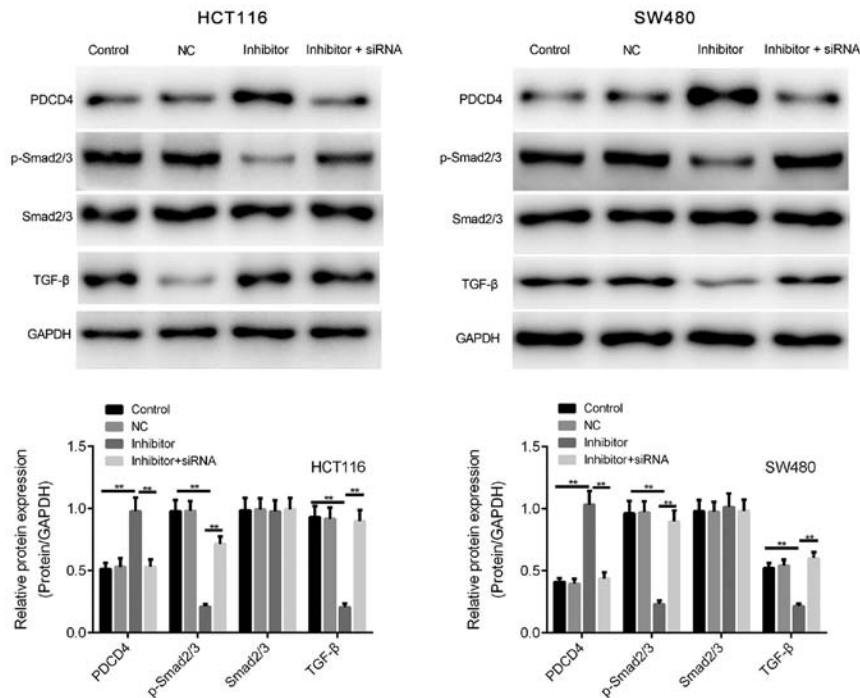 HCT116
Control NC Inhibitor Inhibitor + siRNA
PDCD4
p-Smad2/3
Smad2/3
TGF-β
GAPDH
SW480
Control NC Inhibitor Inhibitor + siRNA
PDCD4
p-Smad2/3
Smad2/3
TGF-β
GAPDH
Control
NC
Inhibitor
Inhibitor+siRNA
HCT116
Relative protein expression
(Protein/GAPDH)
1.5
1.0
0.5
0.0
** ** ** ** ** **
PDCD4
p-Smad2/3
Smad2/3
TGF-β
Control
NC
Inhibitor
Inhibitor+siRNA
SW480
Relative protein expression
(Protein/GAPDH)
1.5
1.0
0.5
0.0
** ** ** ** ** **
PDCD4
p-Smad2/3
Smad2/3
TGF-β